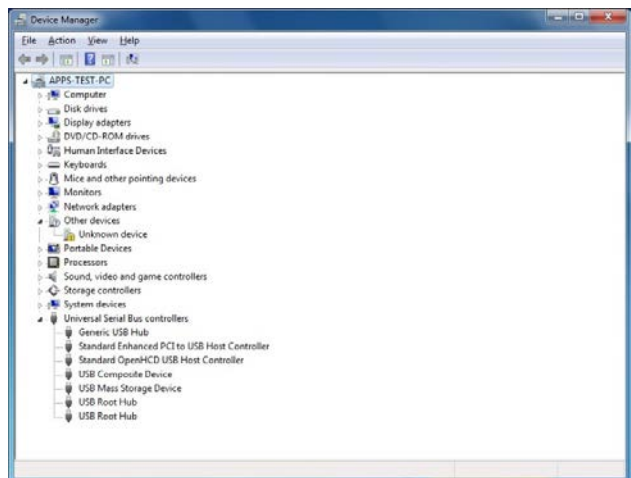 Device Manager
File Action View Help
APPS-TEST-PC
Computer
Disk drives
Display adapters
DVD/CD-ROM drives
Human Interface Devices
Keyboards
Mice and other pointing devices
Monitors
Network adapters
Other devices
Unknown device
Portable Devices
Processors
Sound, video and game controllers
Storage controllers
System devices
Universal Serial Bus controllers
Generic USB Hub
Standard Enhanced PCI to USB Host Controller
Standard OpenHCD USB Host Controller
USB Composite Device
USB Mass Storage Device
USB Root Hub
USB Root Hub